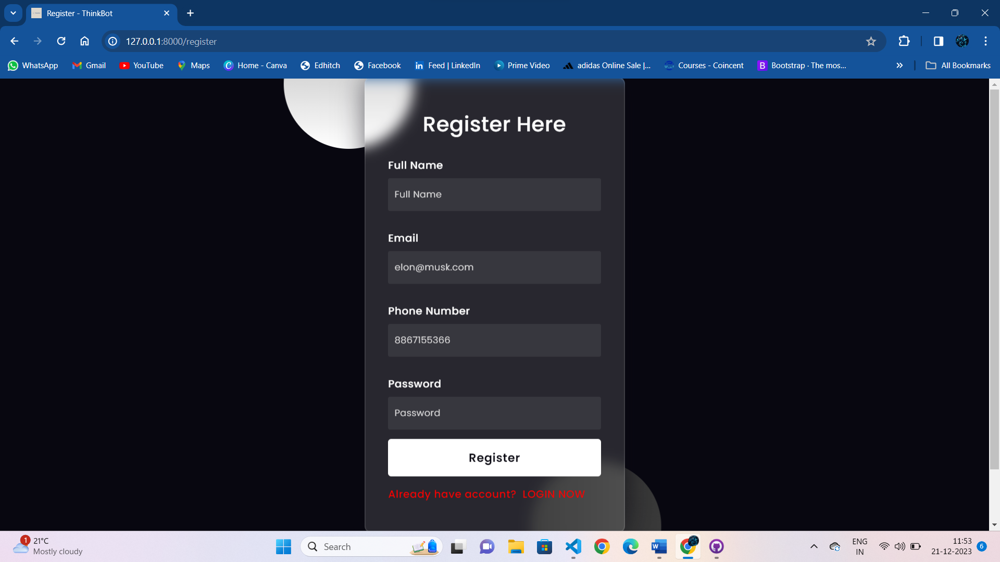 Register - ThinkBot
127.0.0.1:8000/register
WhatsApp Gmail YouTube Maps Home - Canva Edhitch Facebook Feed | LinkedIn Prime Video adidas Online Sale |... Courses - Coincent Bootstrap · The mos... All Bookmarks
Register Here
Full Name
Full Name
Email
elon@musk.com
Phone Number
8867155366
Password
Password
Register
Already have account? LOGIN NOW
1
21°C
Mostly cloudy
Search
ENG
IN
11:53
21-12-2023
6